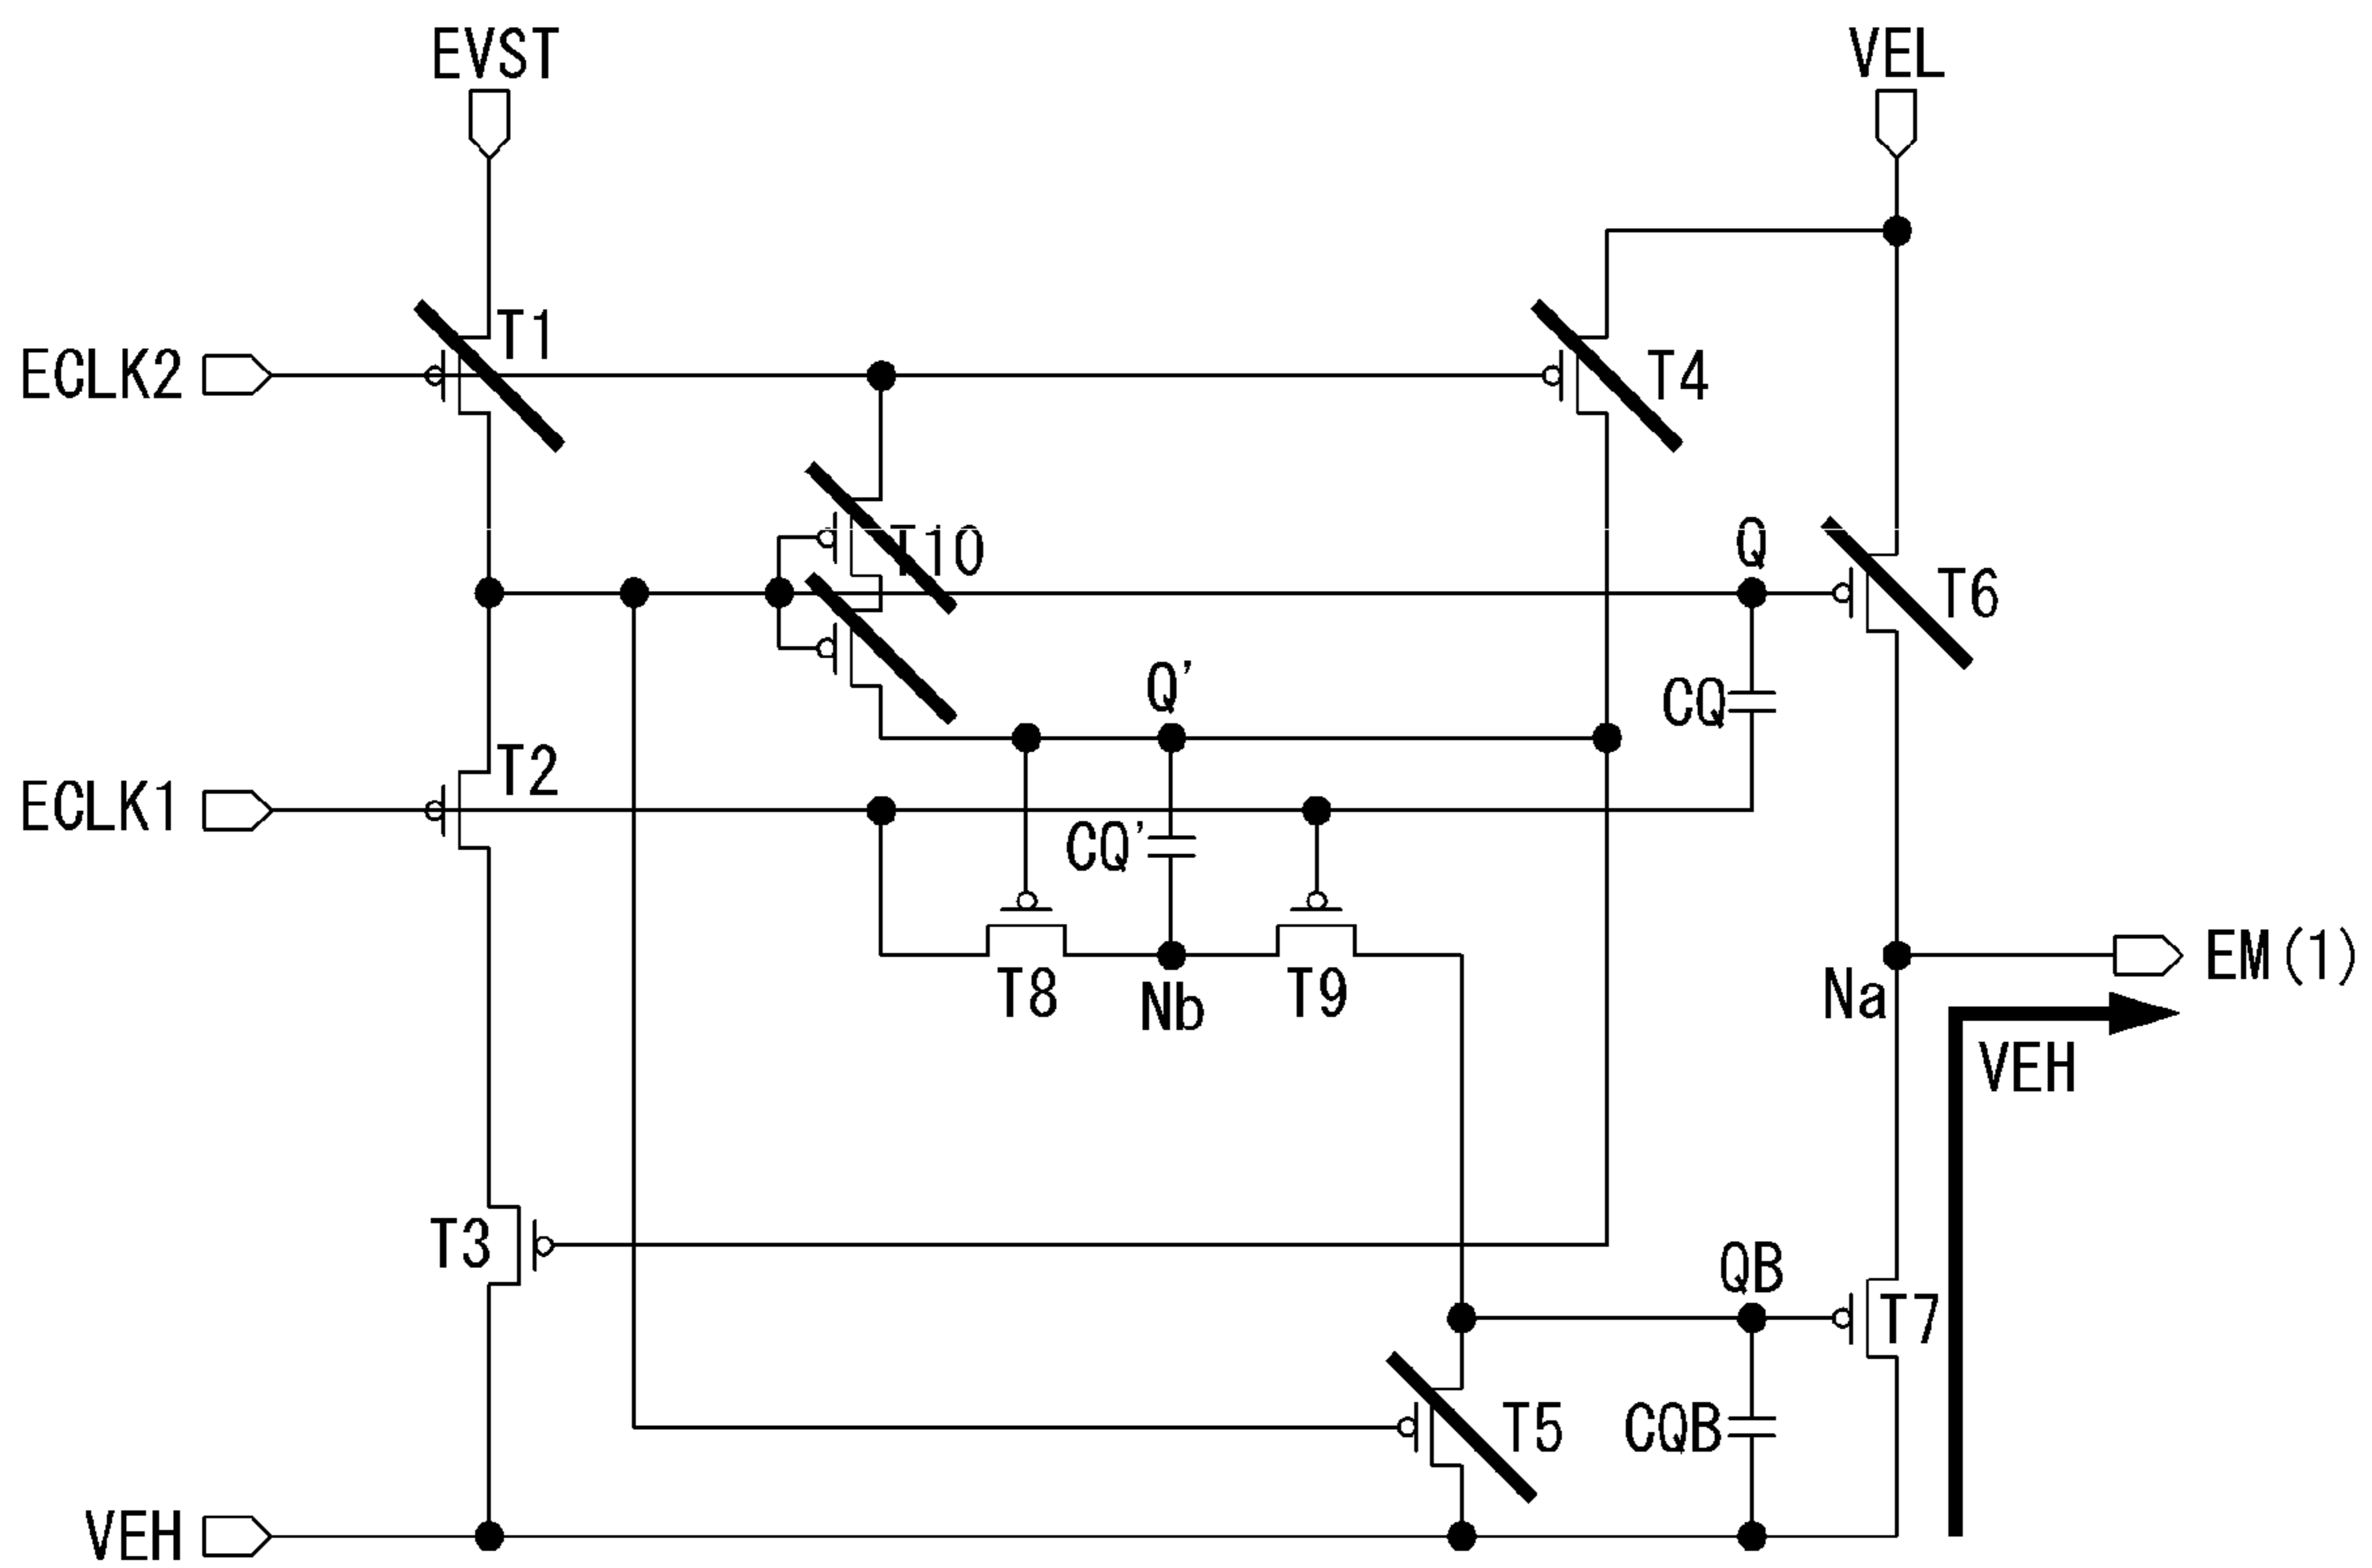 EVST
VEL
T1
ECLK2
T4
T10
Q
T6
Q'
CQ
T2
ECLK1
CQ'
T8
Nb
T9
Na
EM(1)
VEH
T3
QB
T7
T5
CQB
VEH